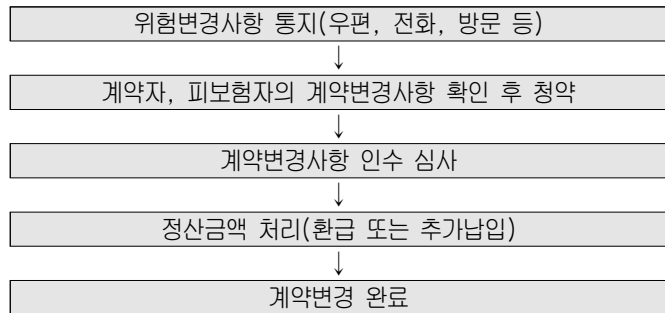 위험변경사항 통지(우편, 전화, 방문 등)
↓
계약자, 피보험자의 계약변경사항 확인 후 청약
↓
계약변경사항 인수 심사
↓
정산금액 처리(환급 또는 추가납입)
↓
계약변경 완료